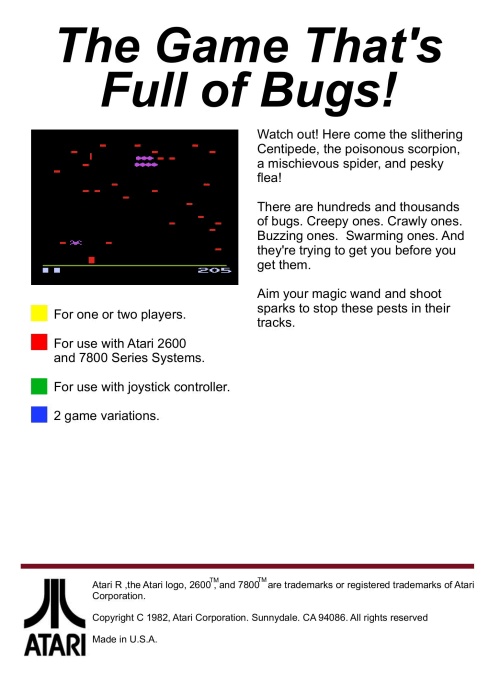 The Game That's
Full of Bugs!
205
For one or two players.
For use with Atari 2600
and 7800 Series Systems.
For use with joystick controller.
2 game variations.
Watch out! Here come the slithering
Centipede, the poisonous scorpion,
a mischievous spider, and pesky
flea!
There are hundreds and thousands
of bugs. Creepy ones. Crawly ones.
Buzzing ones.  Swarming ones. And
they're trying to get you before you
get them.
Aim your magic wand and shoot
sparks to stop these pests in their
tracks.
Atari R ,the Atari logo, 2600™, and 7800™ are trademarks or registered trademarks of Atari
Corporation.
Copyright C 1982, Atari Corporation. Sunnydale. CA 94086. All rights reserved
Made in U.S.A.
ATARI